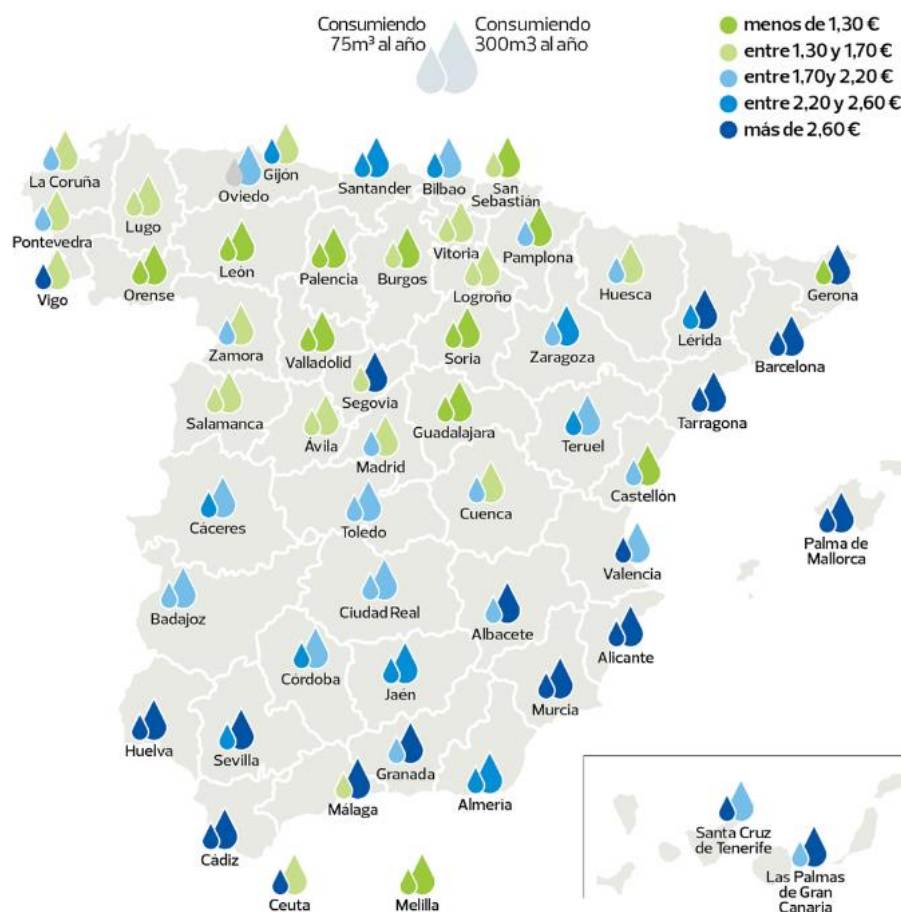 Consumiendo
75m³ al año
Consumiendo
300m3 al año
menos de 1,30 €
entre 1,30 y 1,70 €
entre 1,70 y 2,20 €
entre 2,20 y 2,60 €
más de 2,60 €
La Coruña
Oviedo
Gijón
Santander
Bilbao
San
Sebastián
Pontevedra
Lugo
León
Palencia
Burgos
Vitoria
Pamplona
Vigo
Orense
Logroño
Huesca
Gerona
Zamora
Valladolid
Soria
Zaragoza
Lérida
Barcelona
Segovia
Salamanca
Ávila
Madrid
Guadalajara
Teruel
Tarragona
Cáceres
Toledo
Cuenca
Castellón
Palma de
Mallorca
Valencia
Badajoz
Ciudad Real
Albacete
Alicante
Córdoba
Jaén
Murcia
Huelva
Sevilla
Granada
Almería
Málaga
Cádiz
Santa Cruz
de Tenerife
Las Palmas
de Gran
Canaria
Ceuta
Melilla